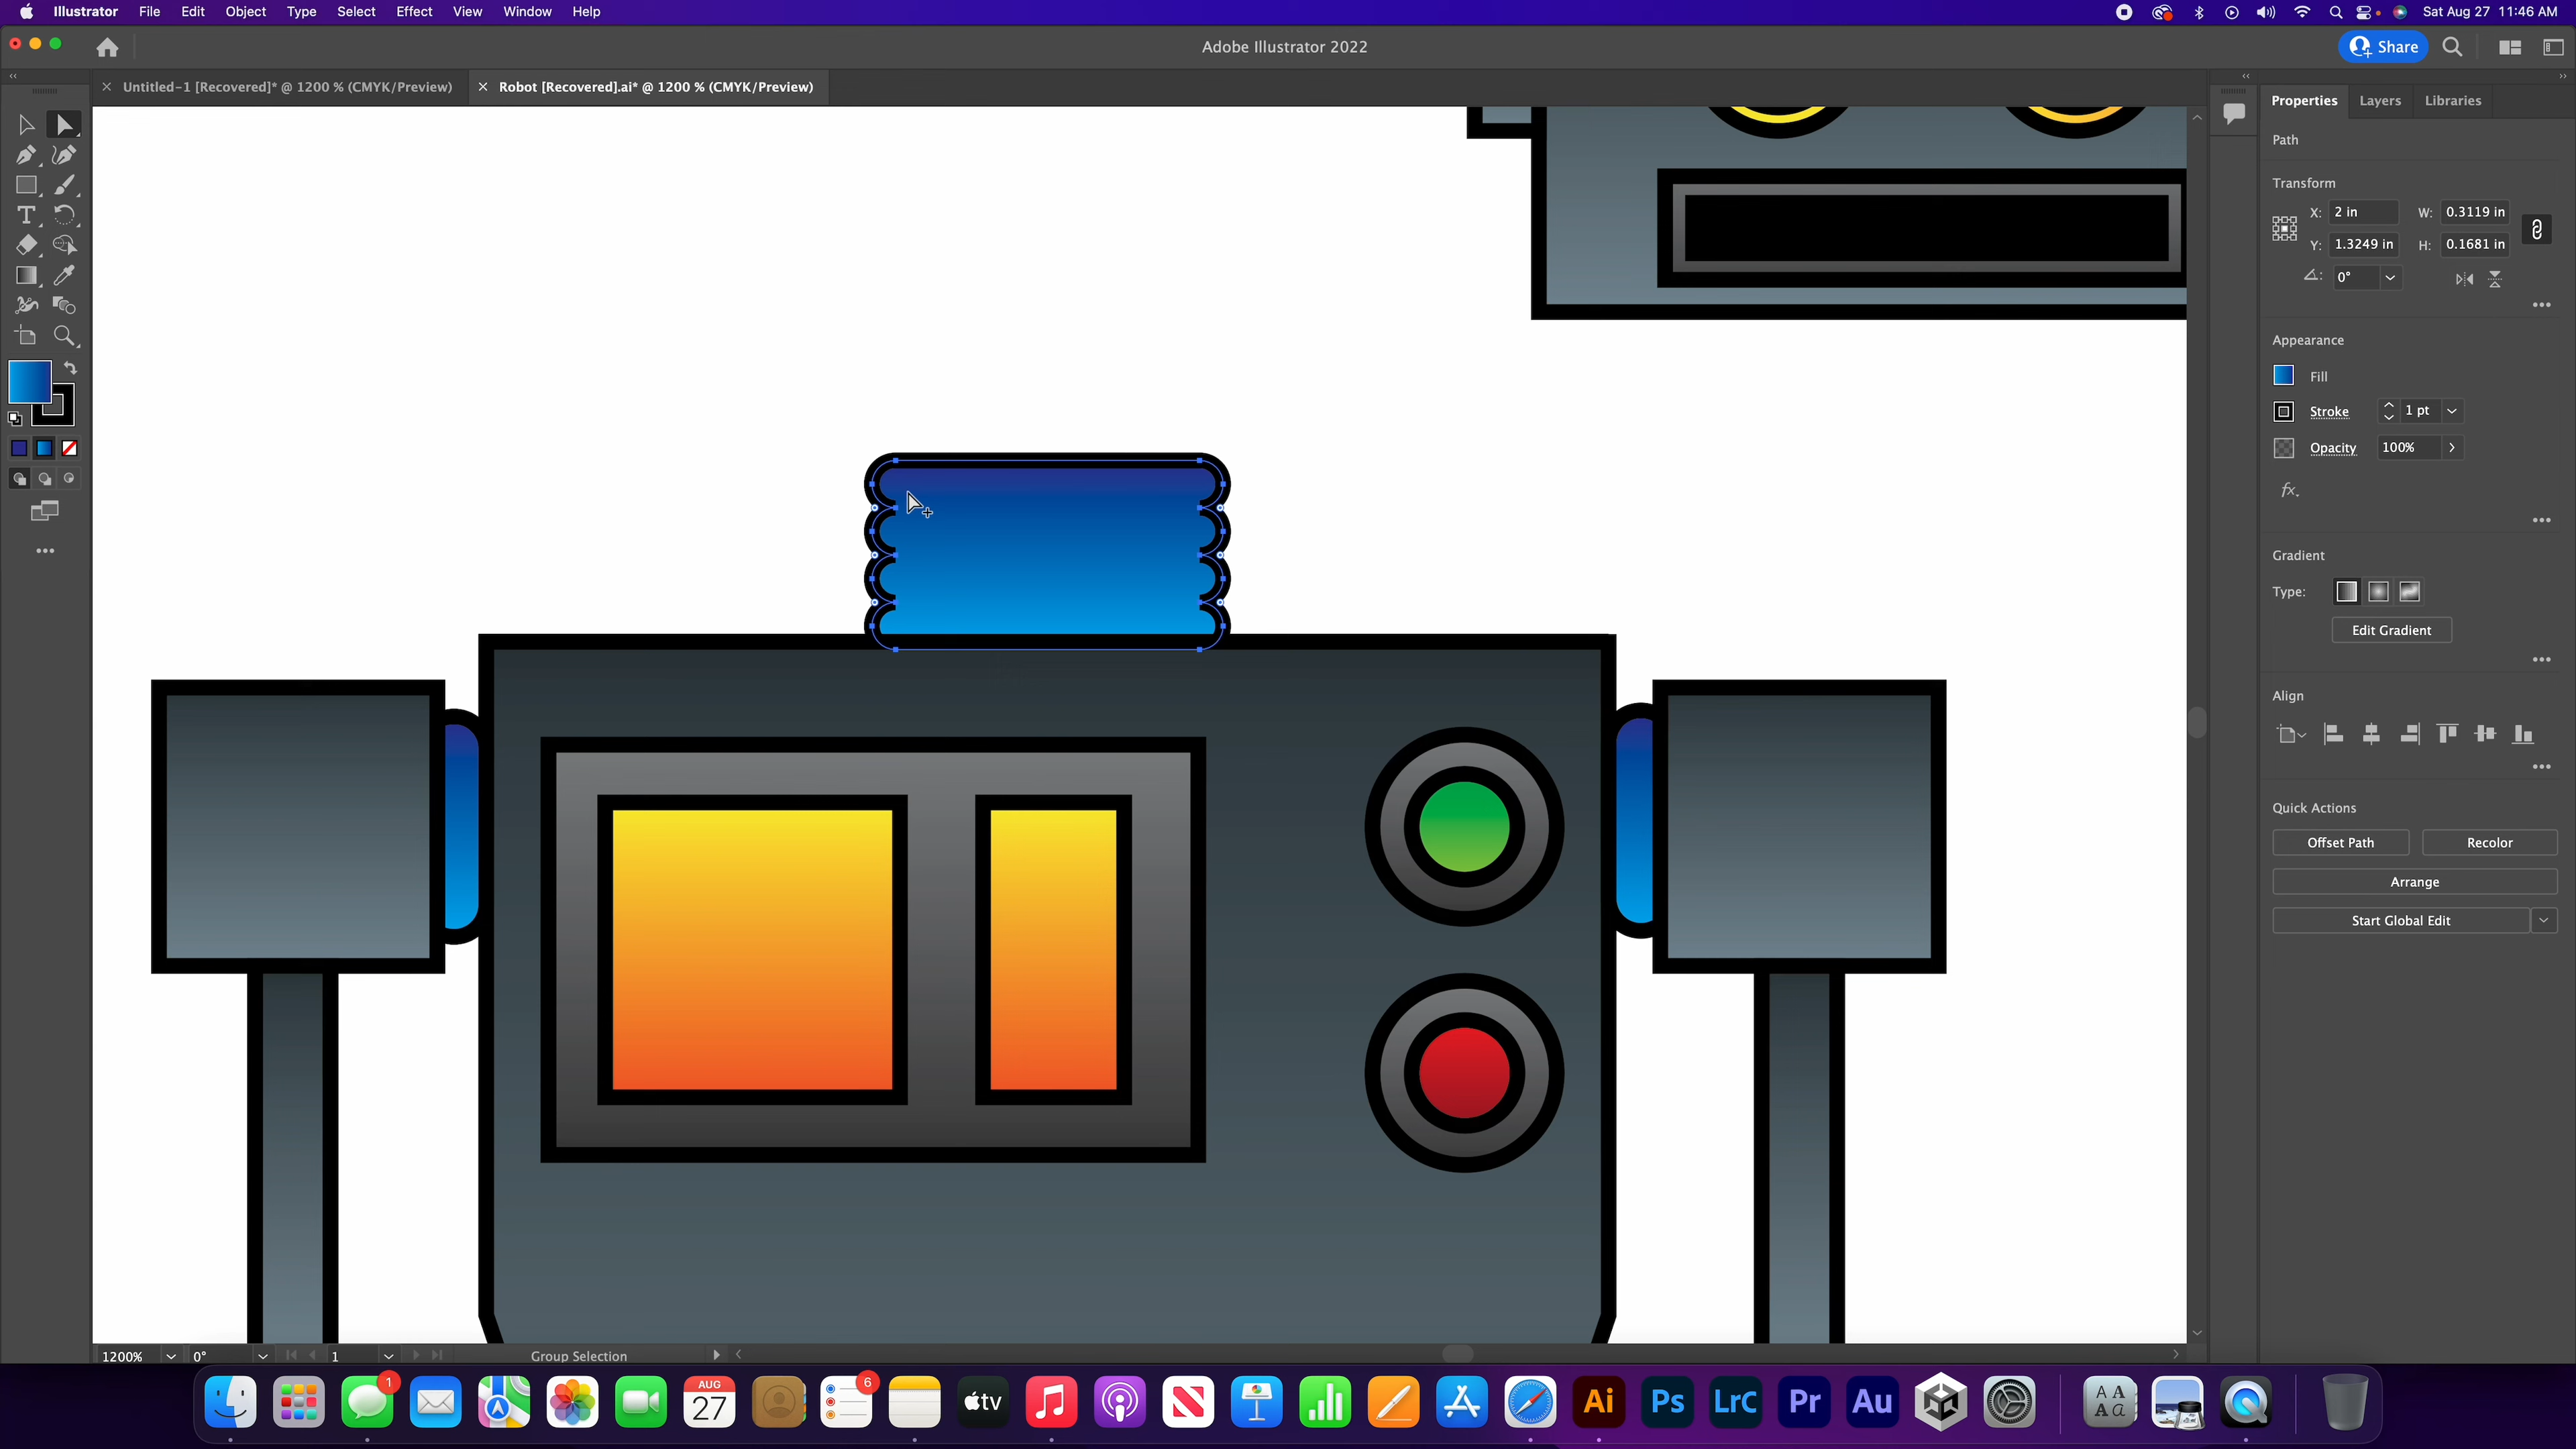 Illustrator File Edit Object Type Select Effect View Window Help Sat Aug 27 11:46 AM
Adobe Illustrator 2022 Share
Untitled-1 [Recovered]* @ 1200 % (CMYK/Preview) Robot [Recovered].ai* @ 1200 % (CMYK/Preview)
Properties Layers Libraries
Path
Transform
X: 2 in W: 0.3119 in
Y: 1.3249 in H: 0.1681 in
0°
Appearance
Fill
Stroke 1 pt
Opacity 100%
fx
Gradient
Type:
Edit Gradient
Align
Quick Actions
Offset Path Recolor
Arrange
Start Global Edit
T
1200% 0° 1 Group Selection
1 AUG 27 6 tv Ai Ps LrC Pr Au